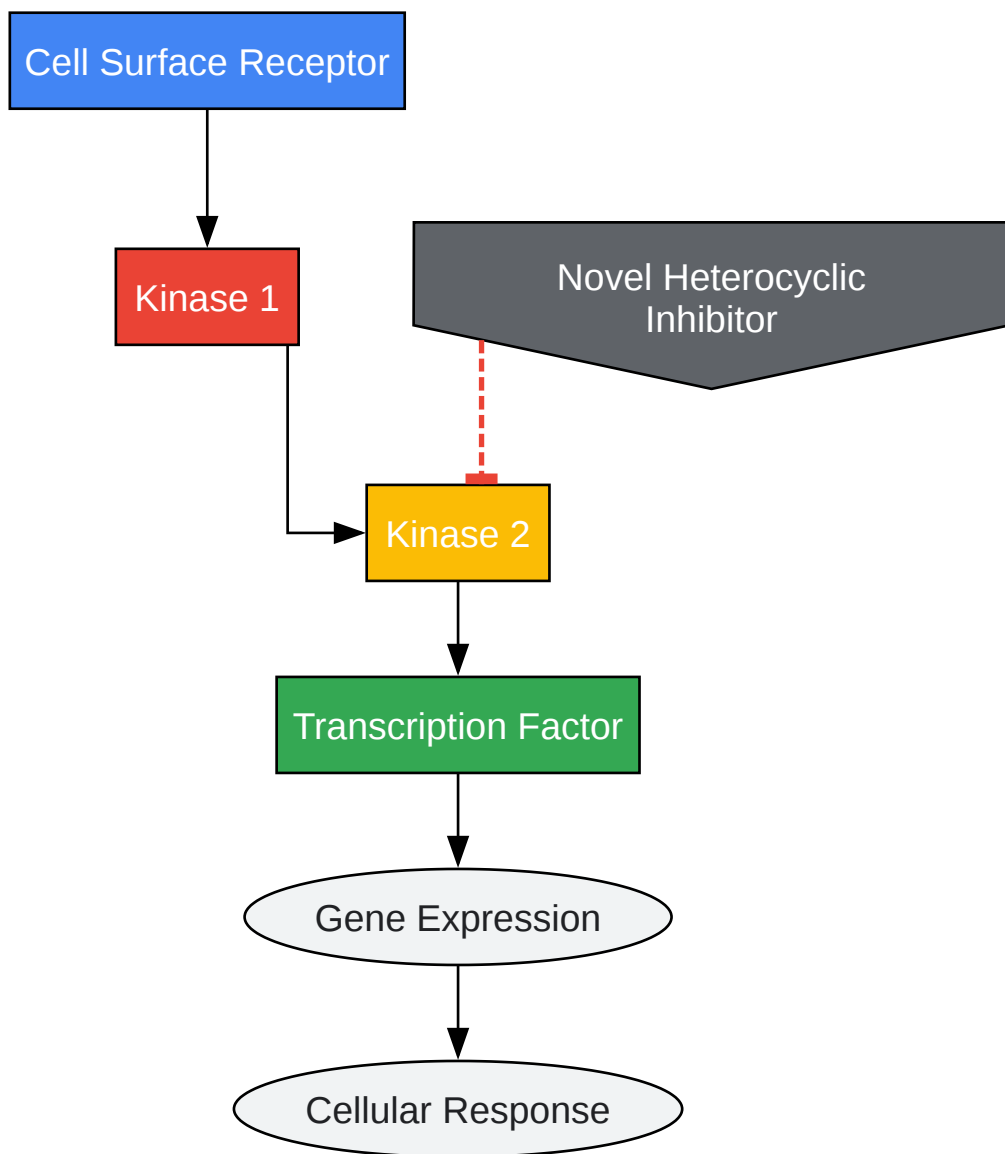 Cell Surface Receptor
Kinase 1
Novel Heterocyclic
Inhibitor
Kinase 2
Transcription Factor
Gene Expression
Cellular Response